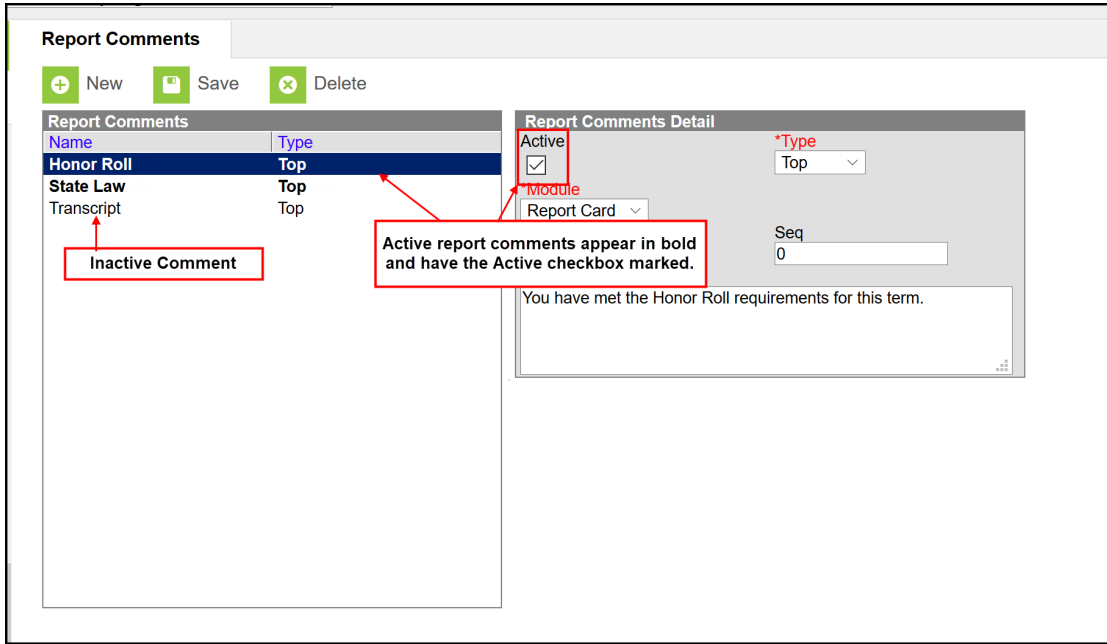 Report Comments
New Save Delete
Report Comments
Name Type
Honor Roll Top
State Law Top
Transcript Top
Inactive Comment
Active report comments appear in bold
and have the Active checkbox marked.
Report Comments Detail
Active *Type
Top
*Module
Report Card
Seq
0
You have met the Honor Roll requirements for this term.